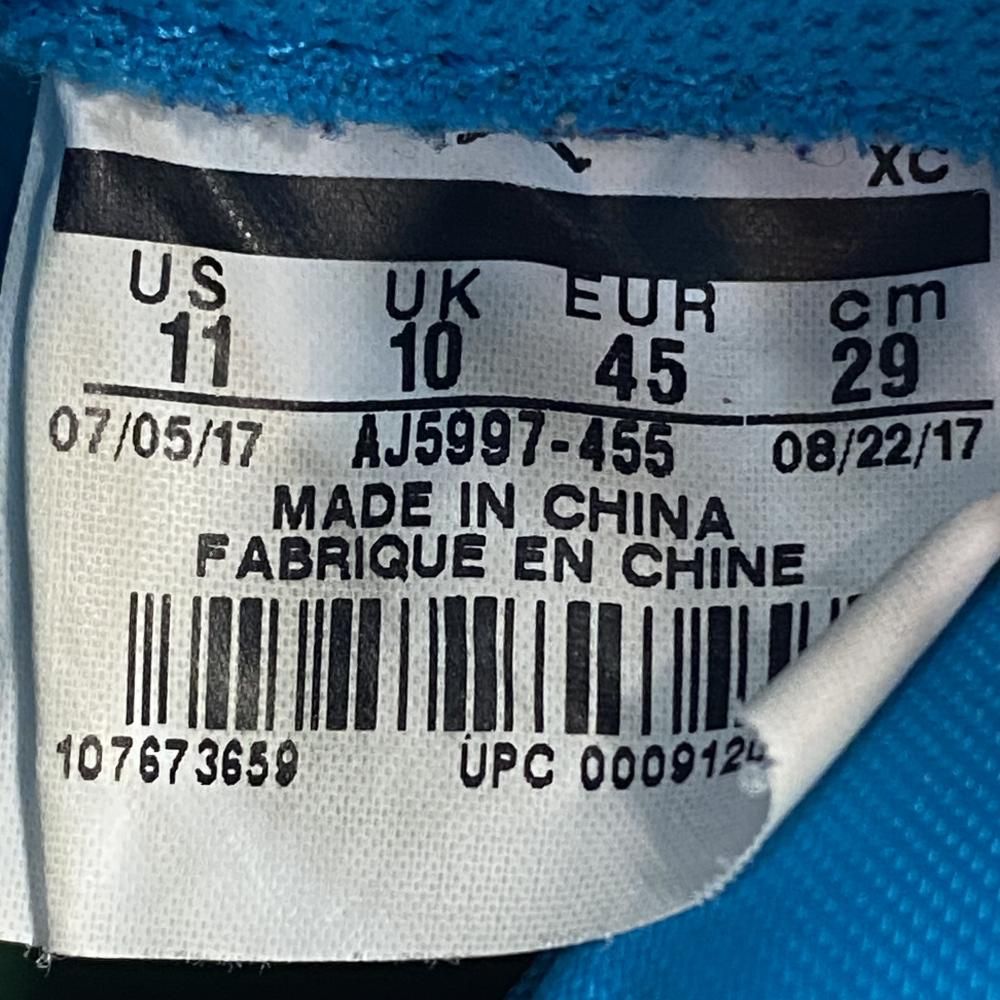 XC
US UK EUR cm
11 10 45 29
07/05/17 AJ5997-455 08/22/17
MADE IN CHINA
FABRIQUE EN CHINE
107673659 UPC 0009124